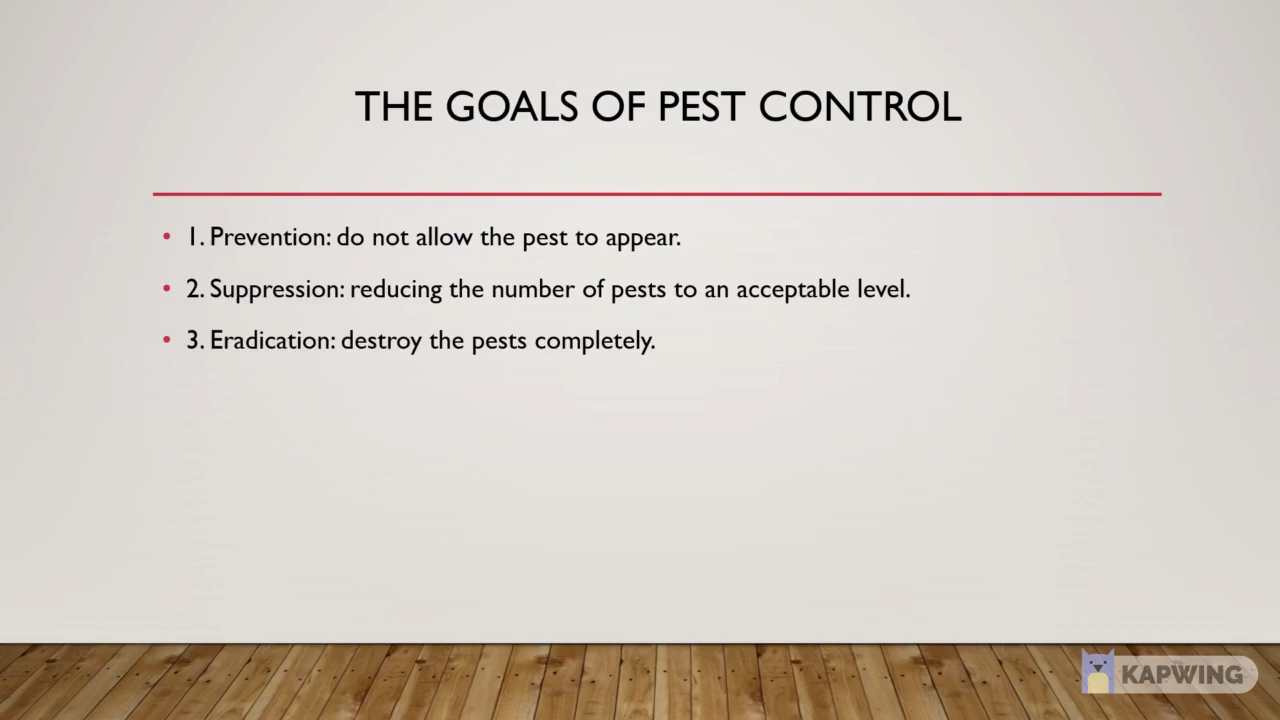 THE GOALS OF PEST CONTROL
• 1. Prevention: do not allow the pest to appear.
• 2. Suppression: reducing the number of pests to an acceptable level.
• 3. Eradication: destroy the pests completely.
KAPWING